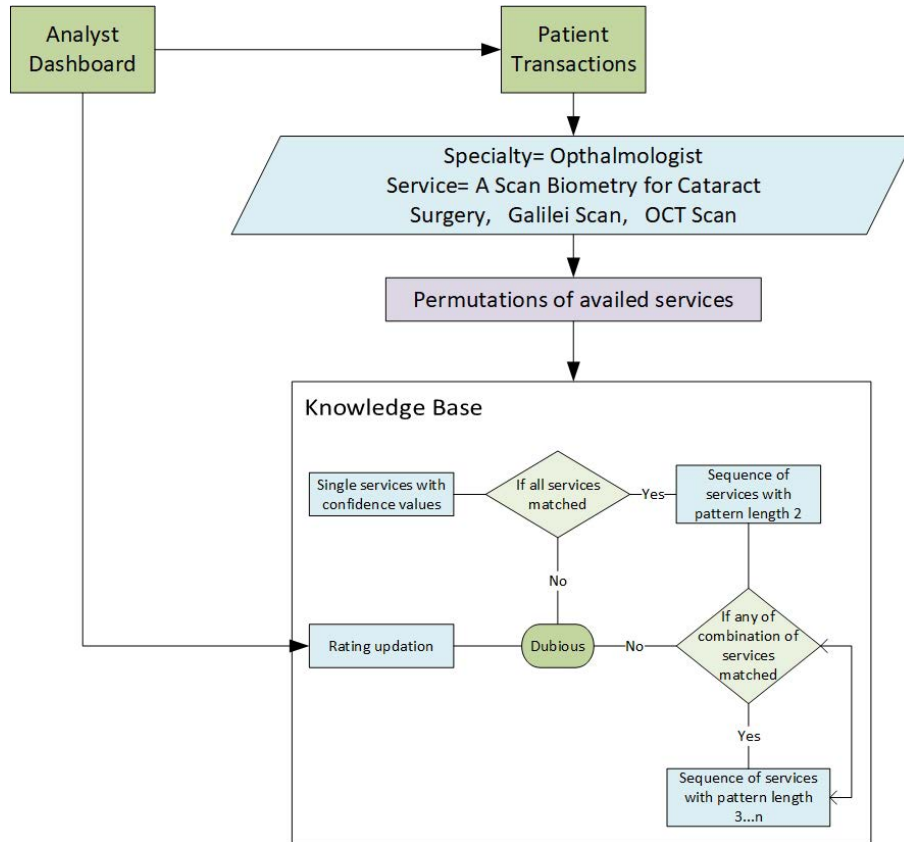 Analyst
Dashboard
Patient
Transactions
Specialty= Opthalmologist
Service= A Scan Biometry for Cataract
Surgery, Galilei Scan, OCT Scan
Permutations of availed services
Knowledge Base
Single services with
confidence values
If all services
matched
Yes
Sequence of
services with
pattern length 2
No
If any of
combination of
services
matched
Rating updation
Dubious
No
Yes
Sequence of services
with pattern length
3...n